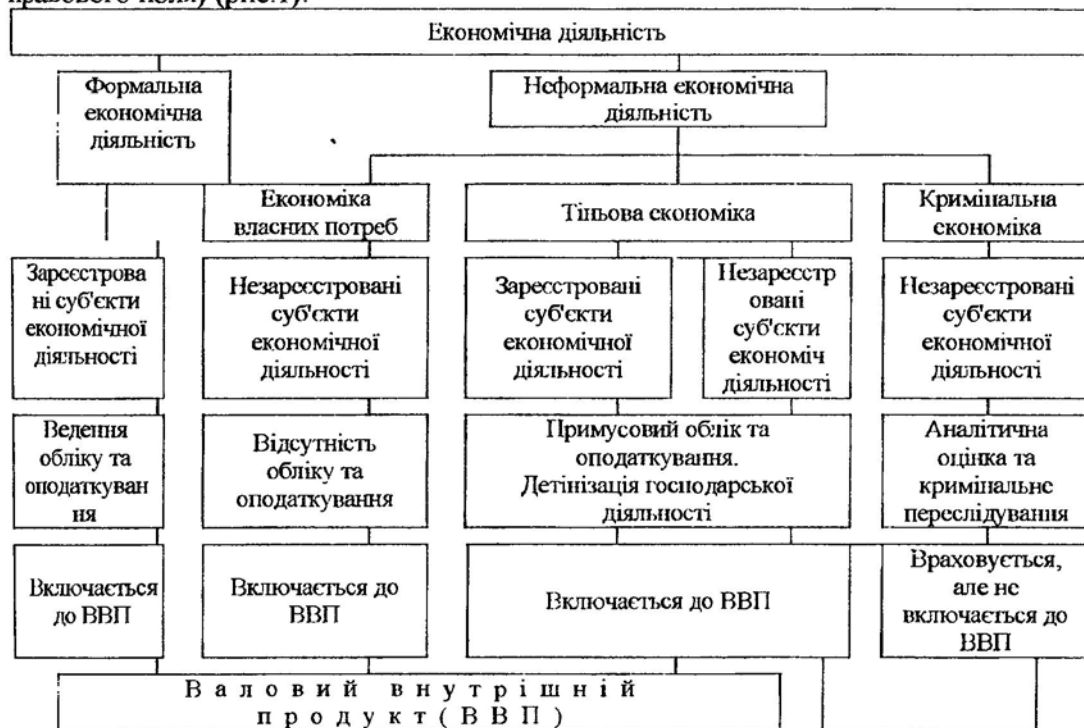 правового поля) (рис.1).
Економічна діяльність
Формальна
економічна
діяльність
Неформальна економічна
діяльність
Економіка
власних потреб
Тіньова економіка
Кримінальна
економіка
Зареєстрова
ні суб'єкти
економічної
діяльності
Незареєстровані
суб'єкти
економічної
діяльності
Зареєстровані
суб'єкти
економічної
діяльності
Незареєстр
овані
суб'єкти
економіч
діяльності
Незареєстровані
суб'єкти
економічної
діяльності
Ведення
обліку та
оподаткуван
ня
Відсутність
обліку та
оподаткування
Примусовий облік та
оподаткування.
Детінізація господарської
діяльності
Аналітична
оцінка та
кримінальне
переслідування
Включається
до ВВП
Включається до
ВВП
Включається до ВВП
Враховується,
але не
включається до
ВВП
Валовий внутрішній
продукт (ВВП)